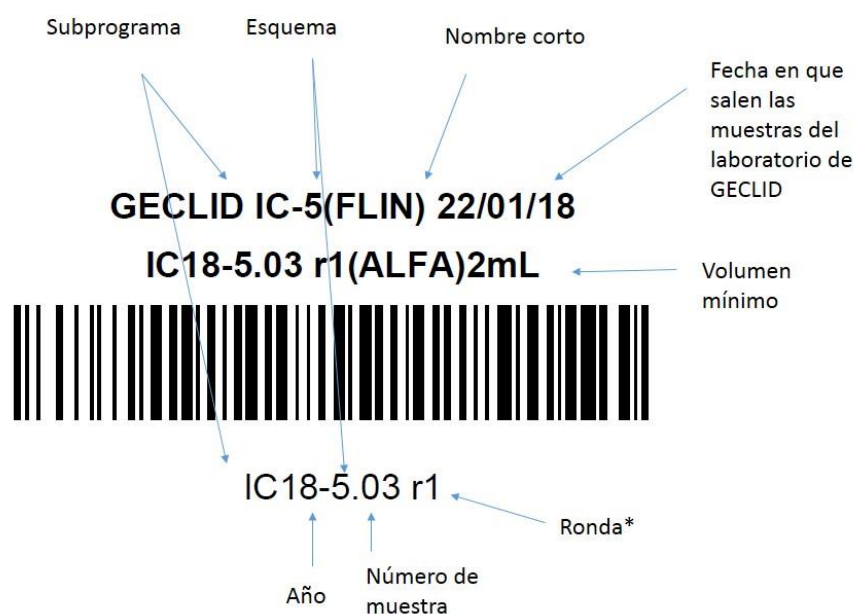 Subprograma
Esquema
Nombre corto
Fecha en que
salen las
muestras del
laboratorio de
GECLID
GECLID IC-5(FLIN) 22/01/18
IC18-5.03 r1(ALFA)2mL
Volumen
mínimo
IC18-5.03 r1
Ronda*
Año
Número de
muestra